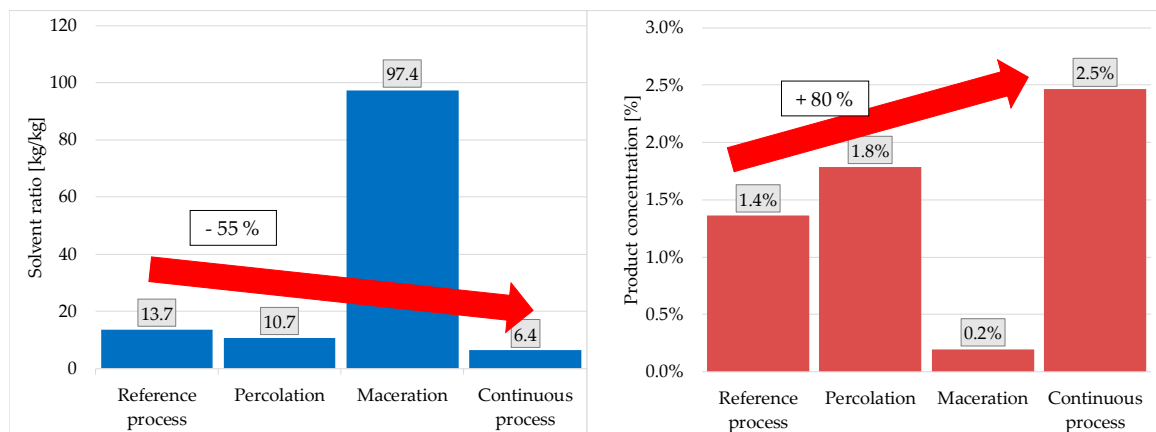 120
100
80
60
40
20
0
Solvent ratio [kg/kg]
- 55 %
13.7
10.7
97.4
6.4
Reference
process
Percolation
Maceration
Continuous
process
3.0%
2.5%
2.0%
1.5%
1.0%
0.5%
0.0%
Product concentration [%]
+ 80 %
1.4%
1.8%
0.2%
2.5%
Reference
process
Percolation
Maceration
Continuous
process